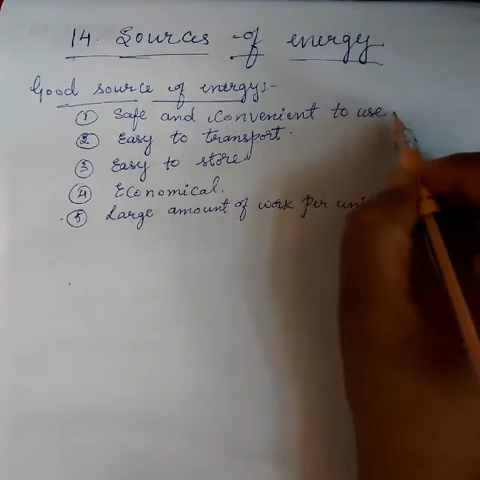 14. Sources of energy
Good source of energy:-
① Safe and convenient to use
② Easy to transport.
③ Easy to store
④ Economical.
⑤ Large amount of work per